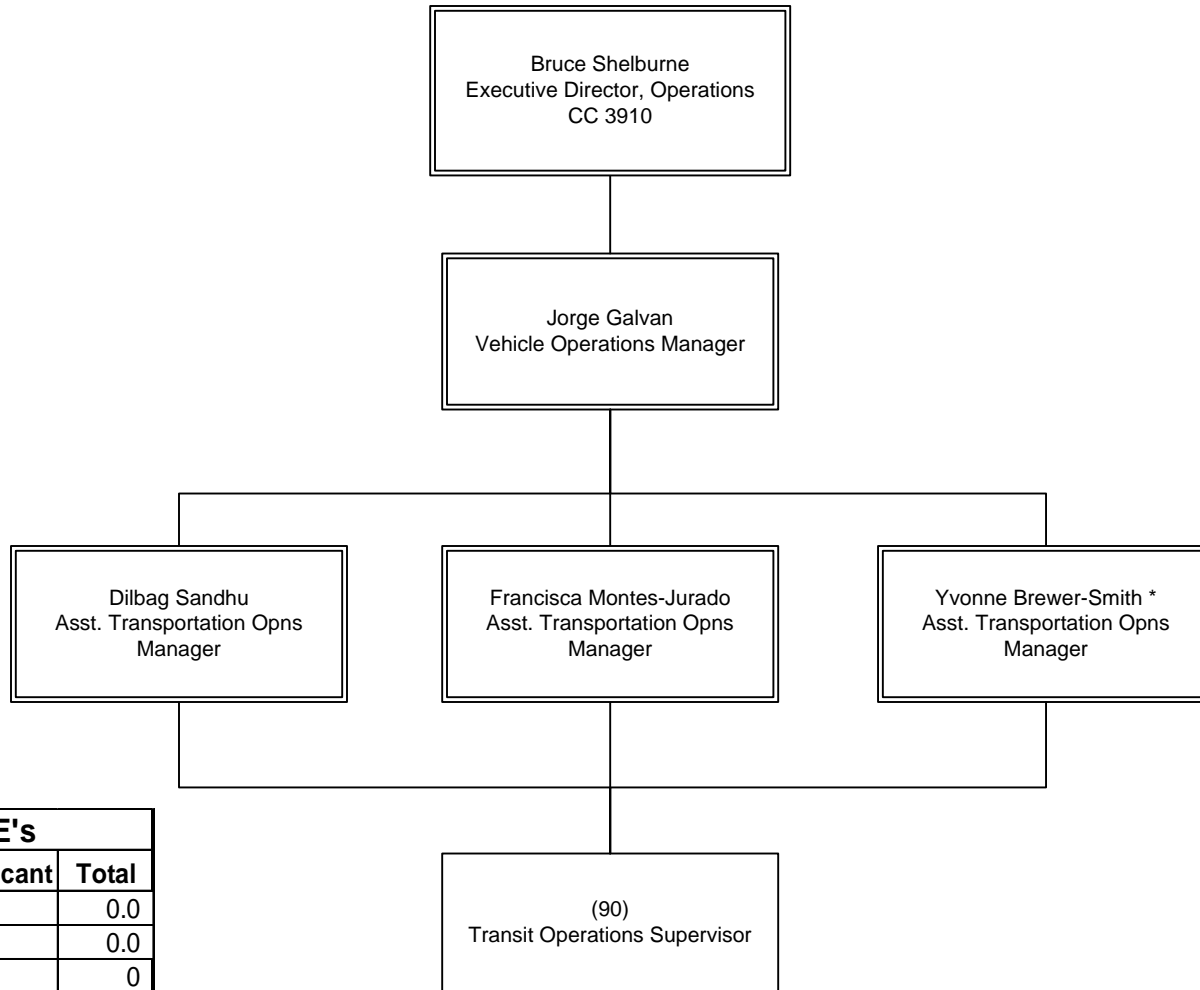 Bruce Shelburne
Executive Director, Operations
CC 3910
Jorge Galvan
Vehicle Operations Manager
Dilbag Sandhu
Asst. Transportation Opns
Manager
Francisca Montes-Jurado
Asst. Transportation Opns
Manager
Yvonne Brewer-Smith *
Asst. Transportation Opns
Manager
(90)
Transit Operations Supervisor
E's
cant Total
0.0
0.0
0